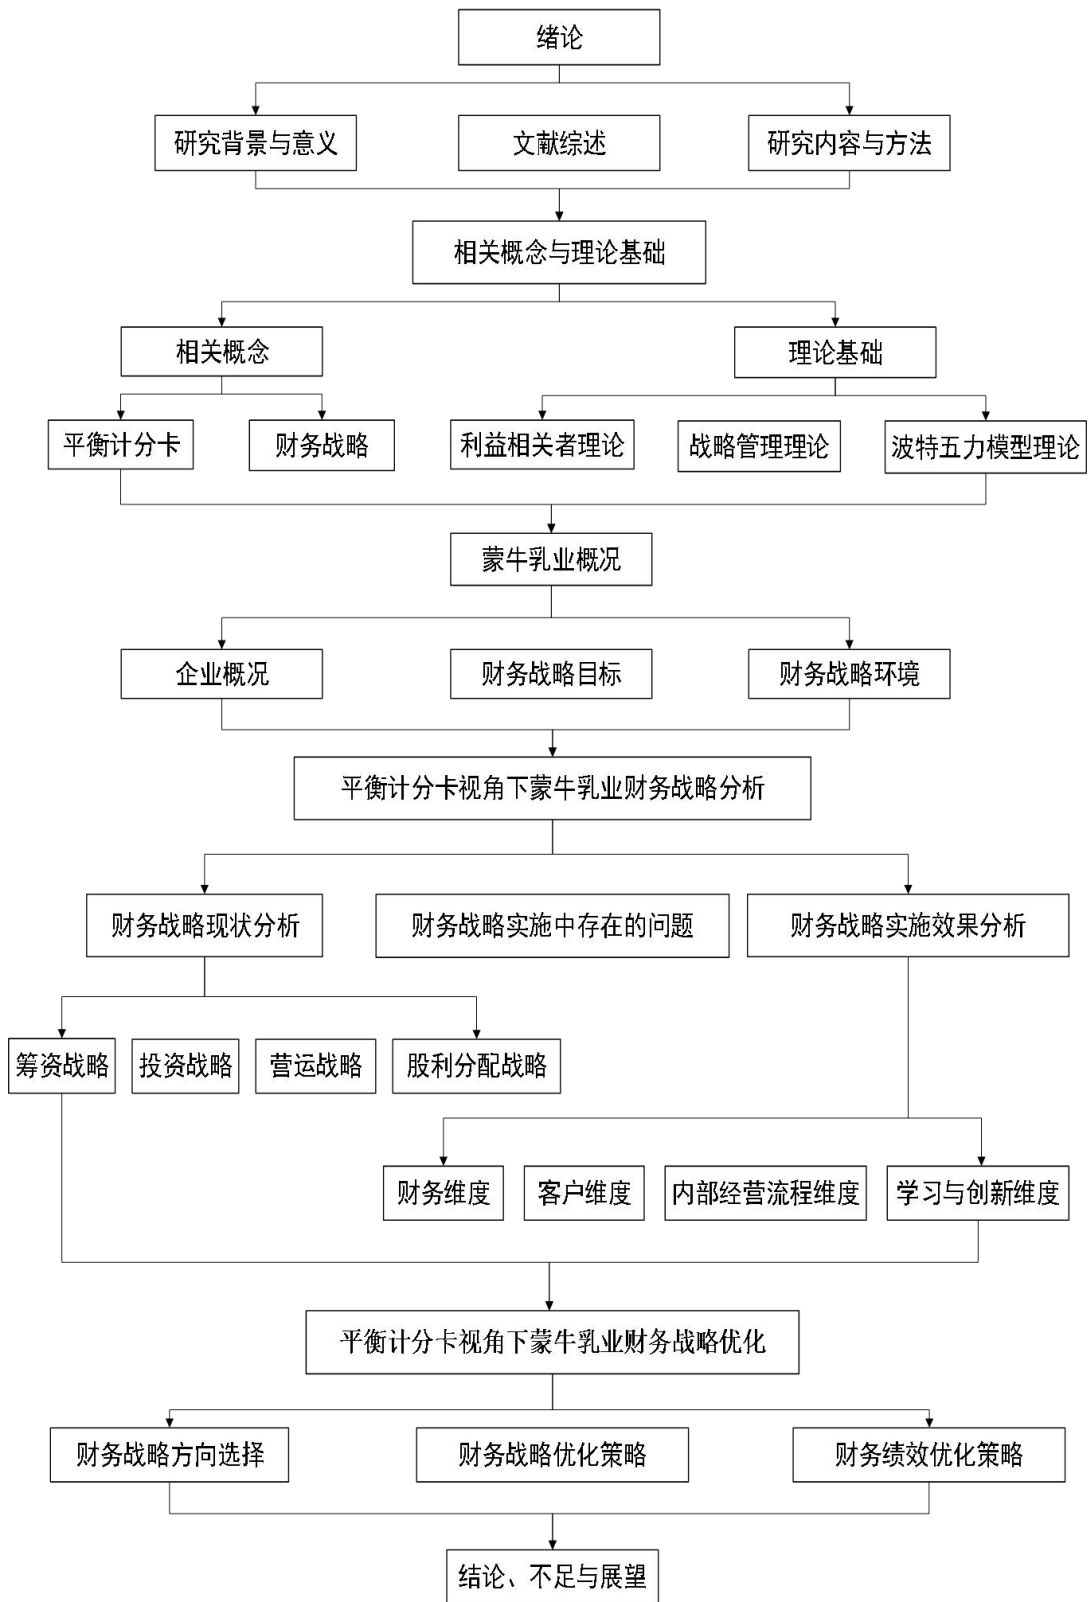 绪论
研究背景与意义
文献综述
研究内容与方法
相关概念与理论基础
相关概念
理论基础
平衡计分卡
财务战略
利益相关者理论
战略管理理论
波特五力模型理论
蒙牛乳业概况
企业概况
财务战略目标
财务战略环境
平衡计分卡视角下蒙牛乳业财务战略分析
财务战略现状分析
财务战略实施中存在的问题
财务战略实施效果分析
筹资战略
投资战略
营运战略
股利分配战略
财务维度
客户维度
内部经营流程维度
学习与创新维度
平衡计分卡视角下蒙牛乳业财务战略优化
财务战略方向选择
财务战略优化策略
财务绩效优化策略
结论、不足与展望